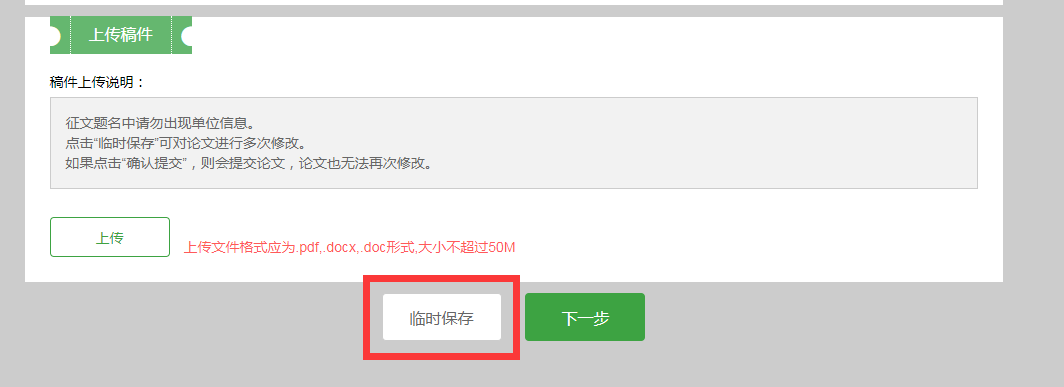 上传稿件
稿件上传说明：
征文题名中请勿出现单位信息。
点击“临时保存”可对论文进行多次修改。
如果点击“确认提交”，则会提交论文，论文也无法再次修改。
上传
上传文件格式应为.pdf,.docx,.doc形式,大小不超过50M
临时保存
下一步